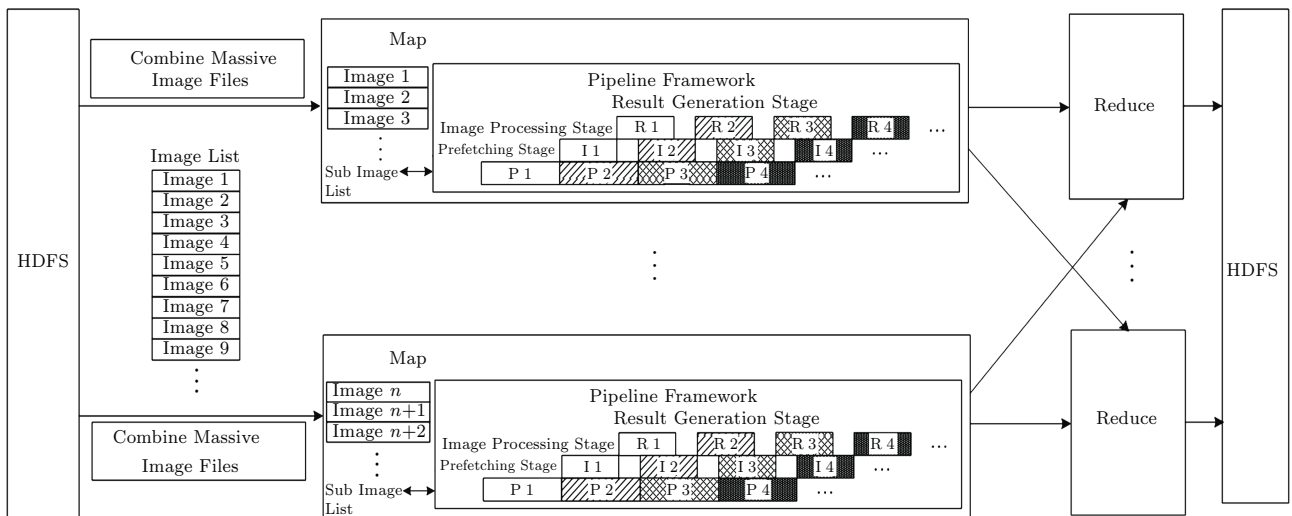 HDFS
Combine Massive
Image Files
Image List
Image 1
Image 2
Image 3
Image 4
Image 5
Image 6
Image 7
Image 8
Image 9
Combine Massive
Image Files
Map
Image 1
Image 2
Image 3
Sub Image
List
Pipeline Framework
Result Generation Stage
Image Processing Stage R 1 R 2 R 3 R 4 ...
Prefetching Stage I 1 I 2 I 3 I 4 ...
P 1 P 2 P 3 P 4 ...
Map
Image n
Image n+1
Image n+2
Sub Image
List
Pipeline Framework
Result Generation Stage
Image Processing Stage R 1 R 2 R 3 R 4 ...
Prefetching Stage I 1 I 2 I 3 I 4 ...
P 1 P 2 P 3 P 4 ...
Reduce
Reduce
HDFS